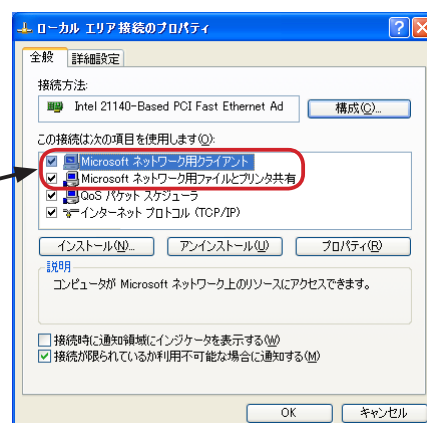 ローカル エリア接続のプロパティ
全般
詳細設定
接続方法:
Intel 21140-Based PCI Fast Ethernet Ad
構成(C)...
この接続は次の項目を使用します(O):
Microsoft ネットワーク用クライアント
Microsoft ネットワーク用ファイルとプリンタ共有
QoS パケット スケジューラ
インターネット プロトコル (TCP/IP)
インストール(N)...
アンインストール(U)
プロパティ(R)
説明
コンピュータが Microsoft ネットワーク上のリソースにアクセスできます。
接続時に通知領域にインジケータを表示する(W)
接続が限られているか利用不可能な場合に通知する(M)
OK
キャンセル